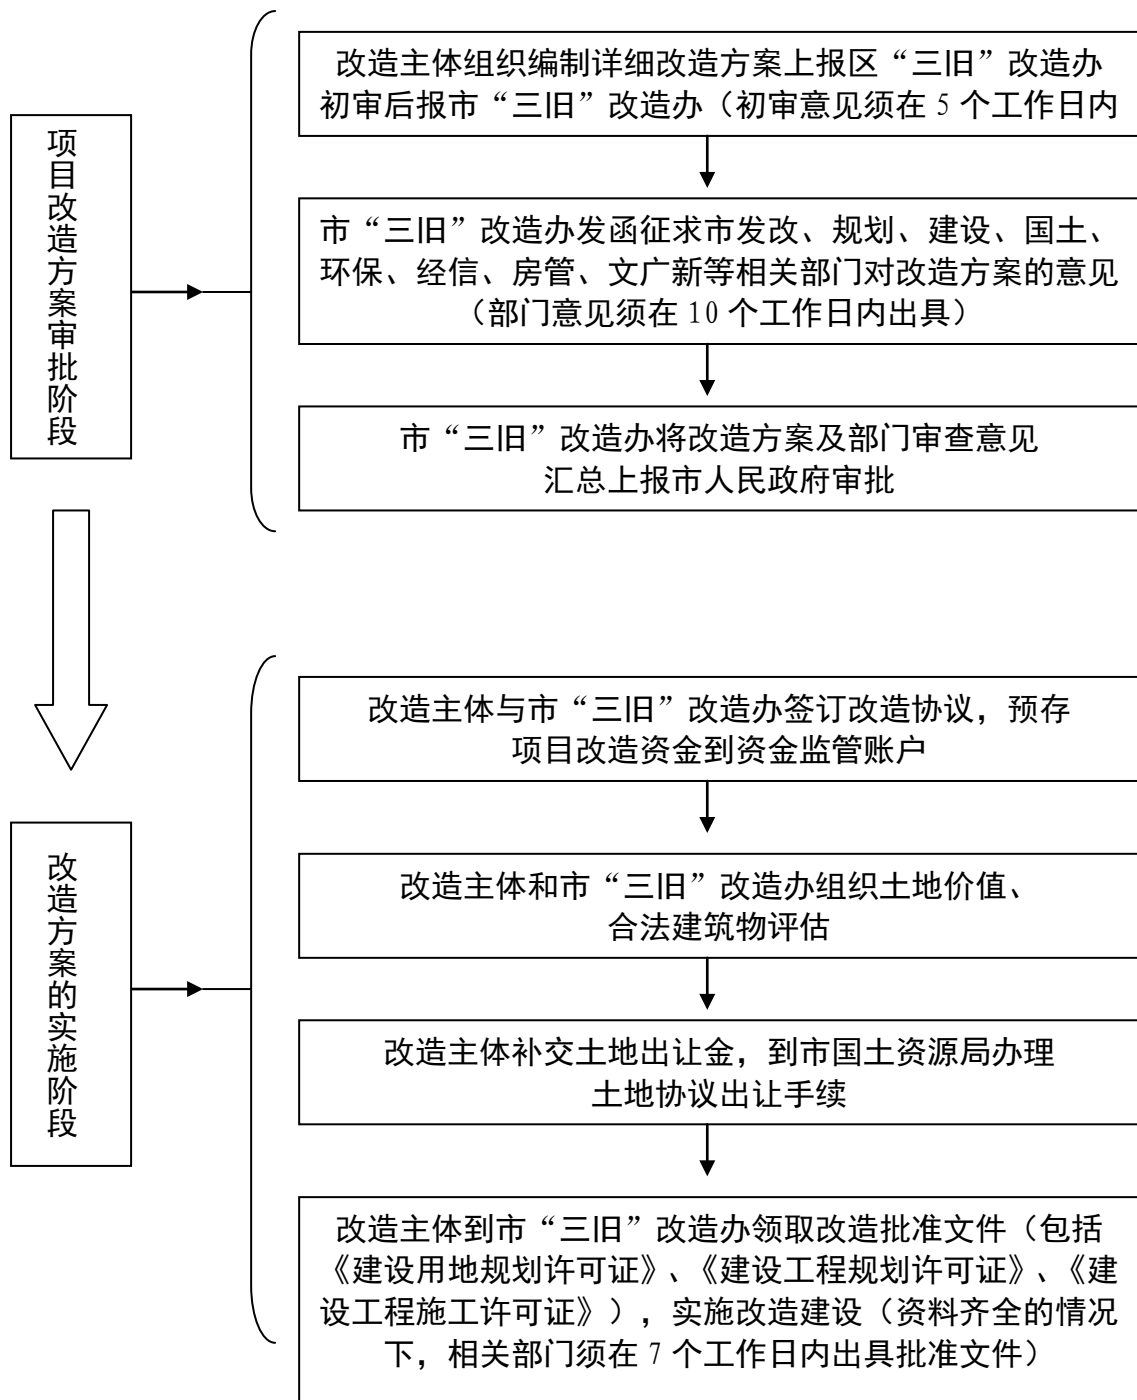 项目改造方案审批阶段
改造主体组织编制详细改造方案上报区“三旧”改造办
初审后报市“三旧”改造办（初审意见须在 5 个工作日内
市“三旧”改造办发函征求市发改、规划、建设、国土、
环保、经信、房管、文广新等相关部门对改造方案的意见
（部门意见须在 10 个工作日内出具）
市“三旧”改造办将改造方案及部门审查意见
汇总上报市人民政府审批
改造方案的实施阶段
改造主体与市“三旧”改造办签订改造协议，预存
项目改造资金到资金监管账户
改造主体和市“三旧”改造办组织土地价值、
合法建筑物评估
改造主体补交土地出让金，到市国土资源局办理
土地协议出让手续
改造主体到市“三旧”改造办领取改造批准文件（包括
《建设用地规划许可证》、《建设工程规划许可证》、《建
设工程施工许可证》），实施改造建设（资料齐全的情况
下，相关部门须在 7 个工作日内出具批准文件）